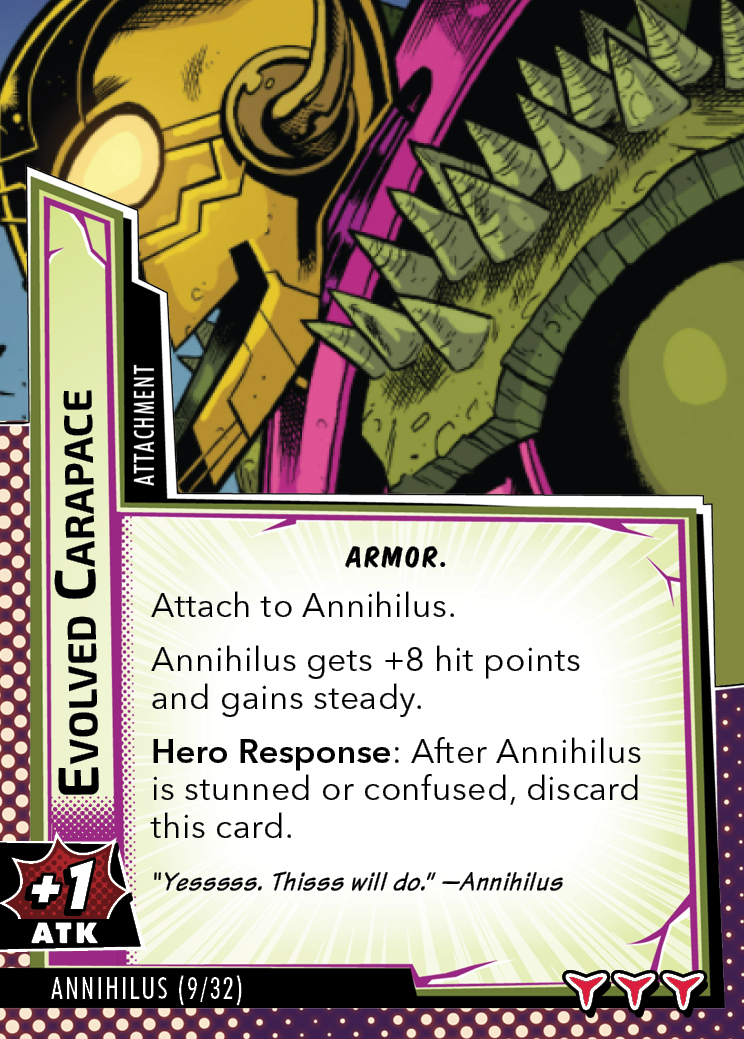 EVOLVED CARAPACE
ATTACHMENT
ARMOR.
Attach to Annihilus.
Annihilus gets +8 hit points
and gains steady.
Hero Response: After Annihilus
is stunned or confused, discard
this card.
"Yesssss. Thisss will do." —Annihilus
+1
ATK
ANNIHILUS (9/32)